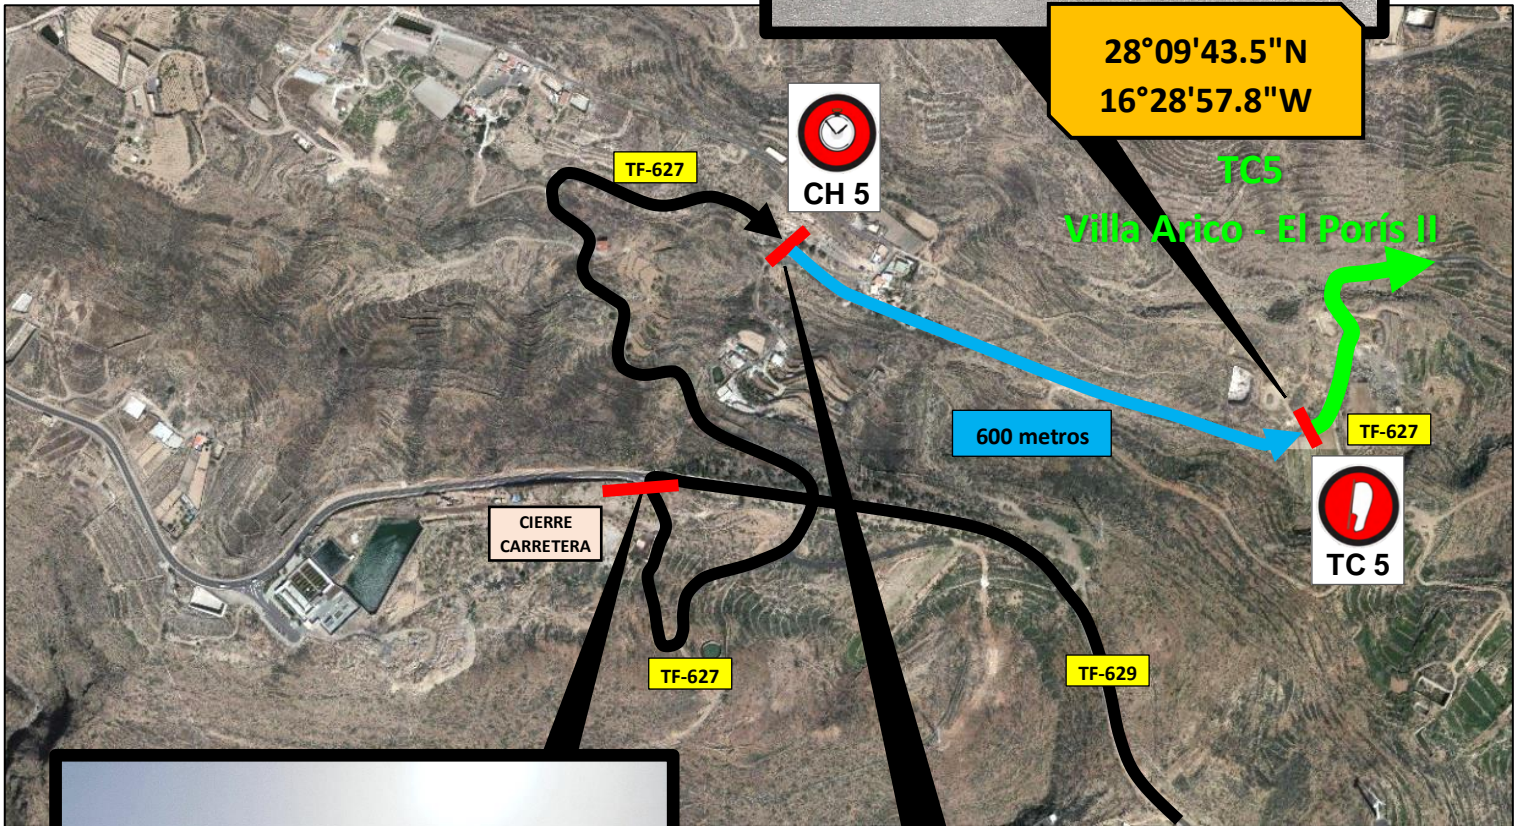 28°09'43.5"N
16°28'57.8"W
TC5
Villa Arico - El Porís II
TF-627
CH 5
600 metros
TF-627
TC 5
CIERRE
CARRETERA
TF-627
TF-629